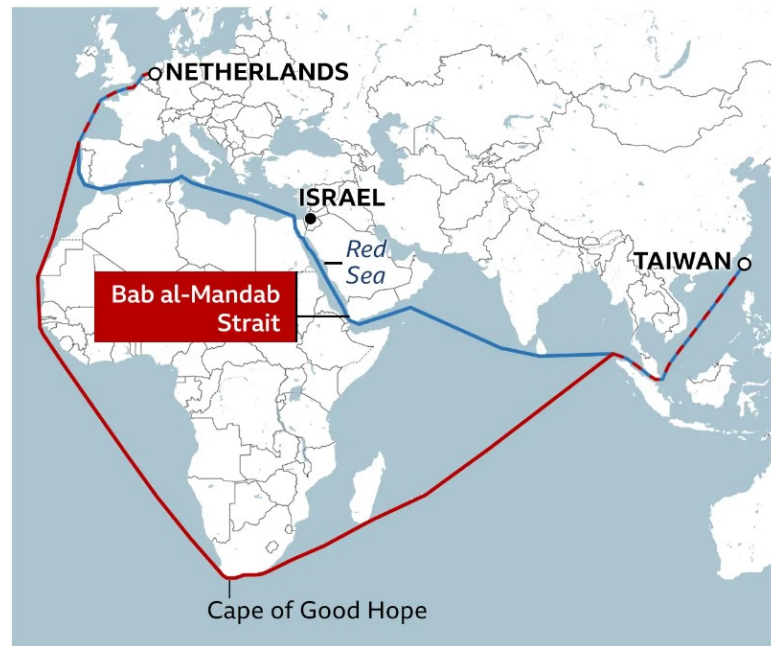 NETHERLANDS
ISRAEL
Red
Sea
TAIWAN
Bab al-Mandab
Strait
Cape of Good Hope